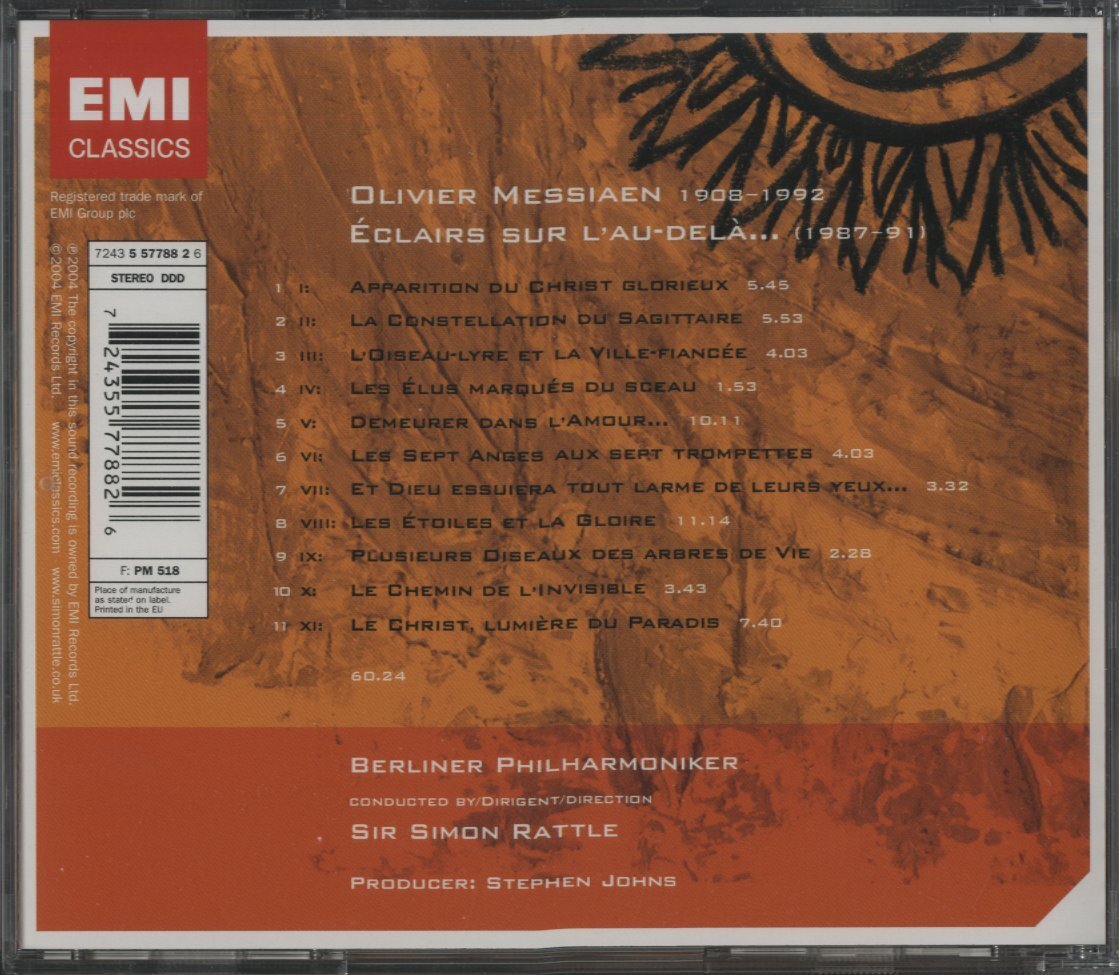 EMI
CLASSICS
Registered trade mark of
EMI Group plc
7243 5 57788 2 6
STEREO DDD
7 24355 77882 6
F: PM 518
Place of manufacture
as stated on label.
Printed in the EU
℗ 2004 The copyright in this sound recording is owned by EMI Records Ltd.
© 2004 EMI Records Ltd. www.emiclassics.com www.simonrattle.co.uk
OLIVIER MESSIAEN 1908–1992
ÉCLAIRS SUR L'AU-DELÀ... (1987–91)
1 I: APPARITION DU CHRIST GLORIEUX 5.45
2 II: LA CONSTELLATION DU SAGITTAIRE 5.53
3 III: L'OISEAU-LYRE ET LA VILLE-FIANCÉE 4.03
4 IV: LES ÉLUS MARQUÉS DU SCEAU 1.53
5 V: DEMEURER DANS L'AMOUR... 10.11
6 VI: LES SEPT ANGES AUX SEPT TROMPETTES 4.03
7 VII: ET DIEU ESSUIERA TOUT LARME DE LEURS YEUX... 3.32
8 VIII: LES ÉTOILES ET LA GLOIRE 11.14
9 IX: PLUSIEURS OISEAUX DES ARBRES DE VIE 2.28
10 X: LE CHEMIN DE L'INVISIBLE 3.43
11 XI: LE CHRIST, LUMIÈRE DU PARADIS 7.40
60.24
BERLINER PHILHARMONIKER
CONDUCTED BY/DIRIGENT/DIRECTION
SIR SIMON RATTLE
PRODUCER: STEPHEN JOHNS